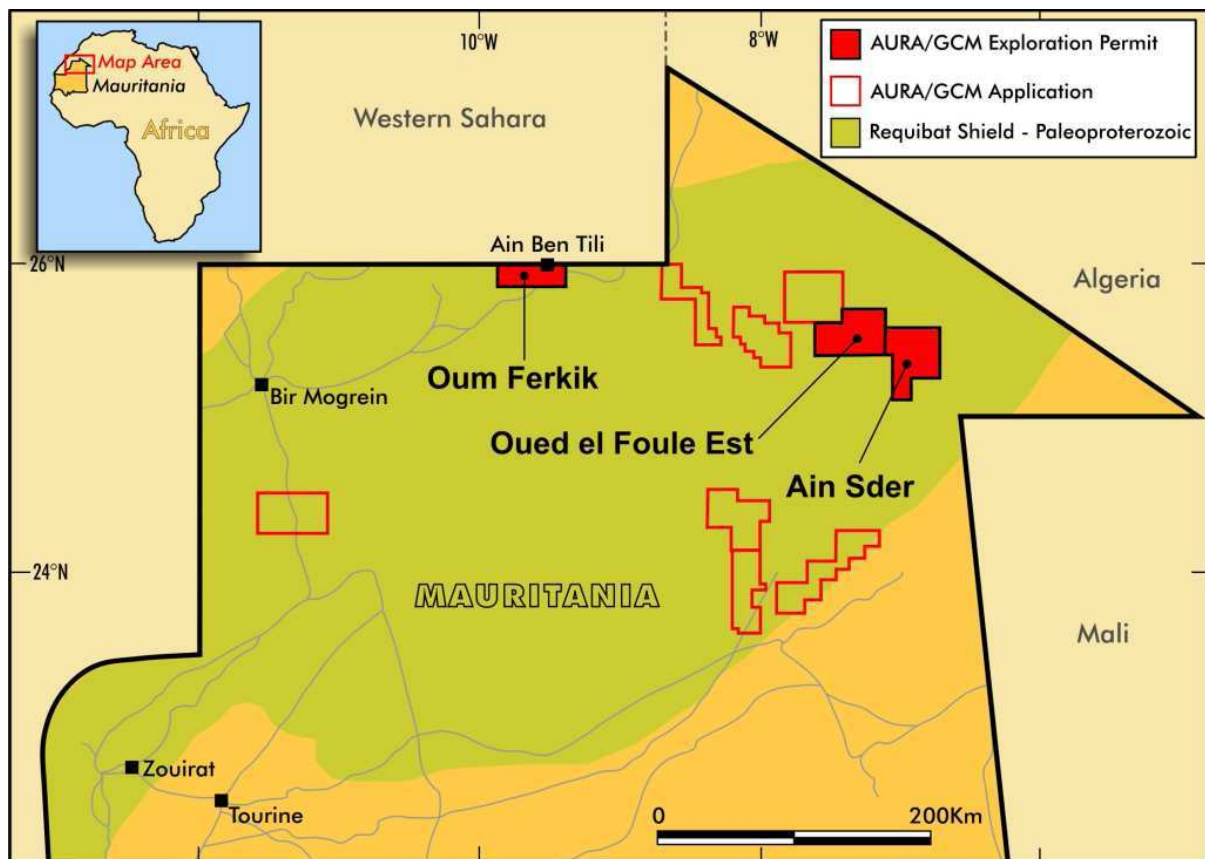 Map Area
Mauritania
Africa
10°W
8°W
AURA/GCM Exploration Permit
AURA/GCM Application
Requibat Shield - Paleoproterozoic
Western Sahara
Ain Ben Tili
26°N
Algeria
Oum Ferkik
Bir Mogrein
Oued el Foule Est
Ain Sder
24°N
MAURITANIA
Mali
Zouirat
Tourine
0
200Km